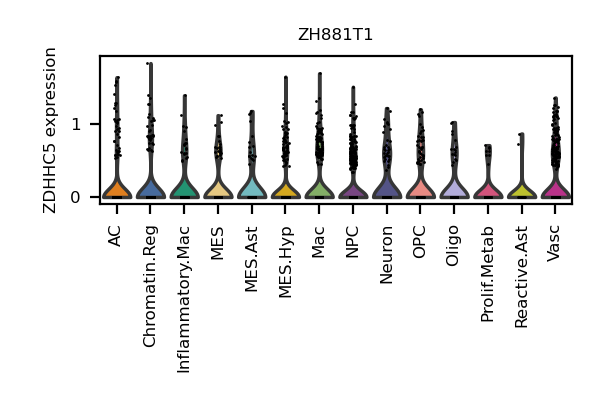 ZH881T1
ZDHHC5 expression
1
0
AC
Chromatin.Reg
Inflammatory.Mac
MES
MES.Ast
MES.Hyp
Mac
NPC
Neuron
OPC
Oligo
Prolif.Metab
Reactive.Ast
Vasc